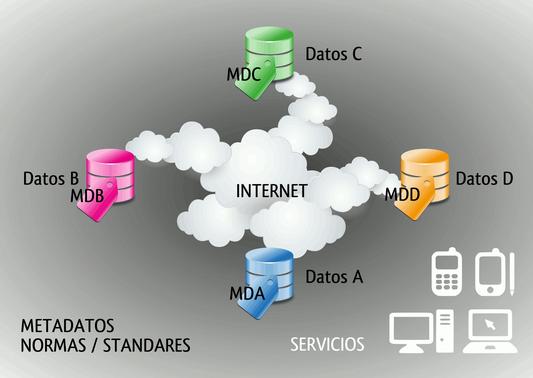 Datos C
MDC
Datos B
MDB
INTERNET
MDD
Datos D
MDA
Datos A
METADATOS
NORMAS / STANDARES
SERVICIOS